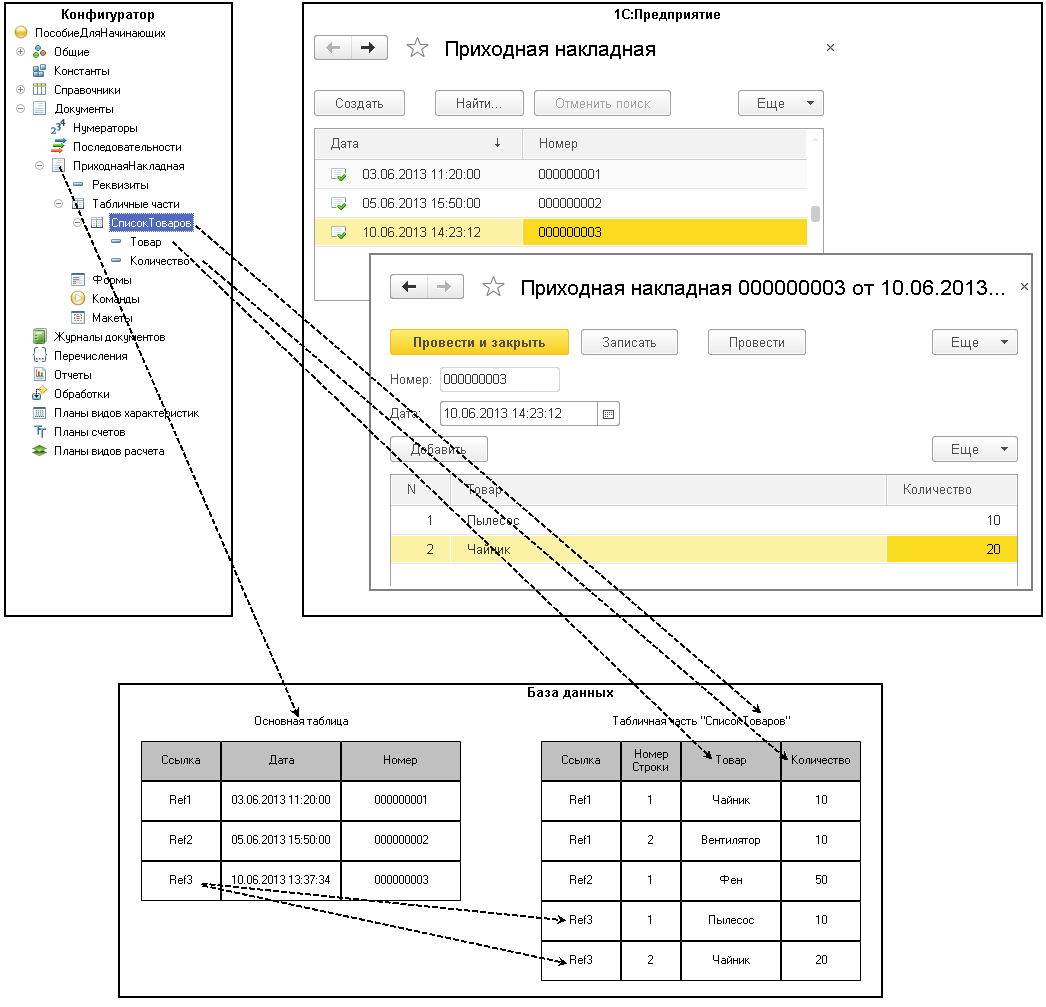 Конфигуратор
ПособиеДляНачинающих
Общие
Константы
Справочники
Документы
Нумераторы
Последовательности
ПриходнаяНакладная
Реквизиты
Табличные части
СписокТоваров
Товар
Количество
Формы
Команды
Макеты
Журналы документов
Перечисления
Отчеты
Обработки
Планы видов характеристик
Планы счетов
Планы видов расчета
1С:Предприятие
Приходная накладная
Создать Найти... Отменить поиск Еще
Дата Номер
03.06.2013 11:20:00 000000001
05.06.2013 15:50:00 000000002
10.06.2013 14:23:12 000000003
Приходная накладная 000000003 от 10.06.2013...
Провести и закрыть Записать Провести Еще
Номер: 000000003
Дата: 10.06.2013 14:23:12
Добавить Еще
N Товар Количество
1 Пылесос 10
2 Чайник 20
База данных
Основная таблица
Ссылка Дата Номер
Ref1 03.06.2013 11:20:00 000000001
Ref2 05.06.2013 15:50:00 000000002
Ref3 10.06.2013 13:37:34 000000003
Табличная часть "СписокТоваров"
Ссылка Номер Строки Товар Количество
Ref1 1 Чайник 10
Ref1 2 Вентилятор 10
Ref2 1 Фен 50
Ref3 1 Пылесос 10
Ref3 2 Чайник 20